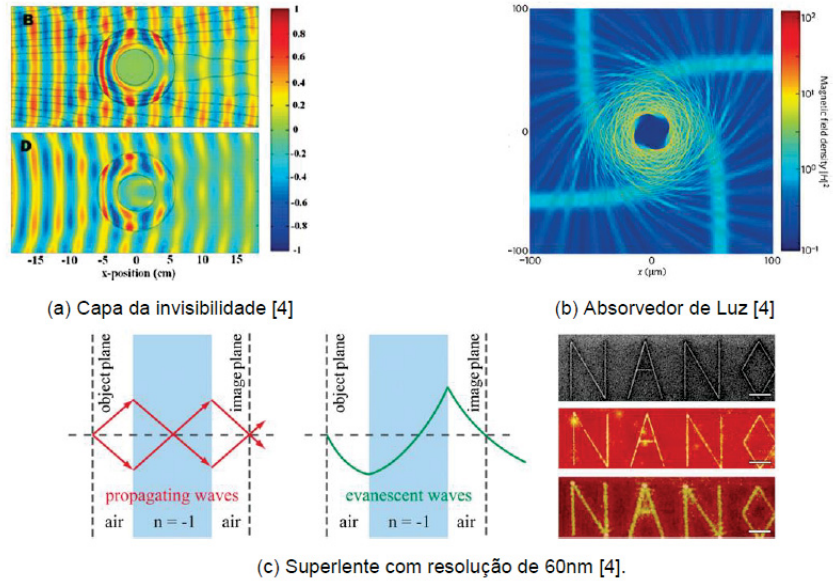 B
D
1
0.8
0.6
0.4
0.2
0
-0.2
-0.4
-0.6
-0.8
-1
-15 -10 -5 0 5 10 15
x-position (cm)
(a) Capa da invisibilidade [4]
100
0
-100
-100 0 100
x (μm)
10²
10¹
10⁰
10⁻¹
Magnetic field density |H|²
(b) Absorvedor de Luz [4]
object plane
image plane
propagating waves
air n = -1 air
object plane
image plane
evanescent waves
air n = -1 air
NANO
NANO
NANO
(c) Superlente com resolução de 60nm [4].